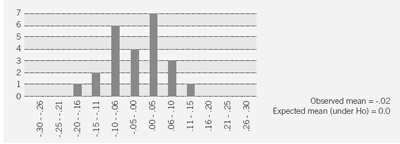 7
6
5
4
3
2
1
0
-.30 - -.26
-.25 - -.21
-.20 - -.16
-.15 - -.11
-.10 - -.06
-.05 - .00
.00 - .05
.06 - .10
.11 - .15
.16 - .20
.21 - .25
.26 - .30
Observed mean = -.02
Expected mean (under Ho) = 0.0